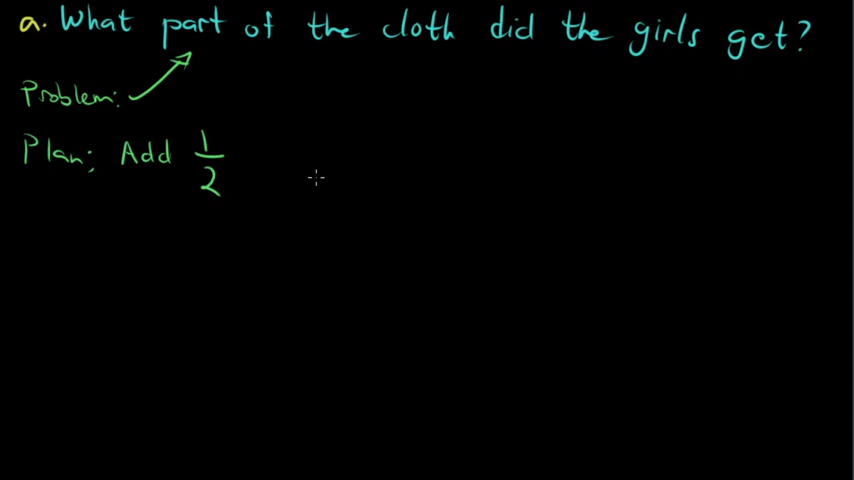 a. What part of the cloth did the girls get?
Problem:
Plan: Add 1/2